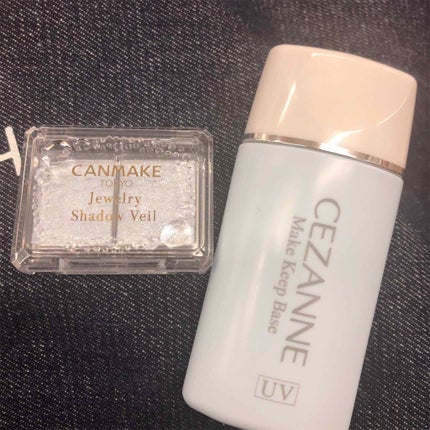 CANMAKE
TOKYO
Jewelry
Shadow Veil
CEZANNE
Make Keep Base
UV